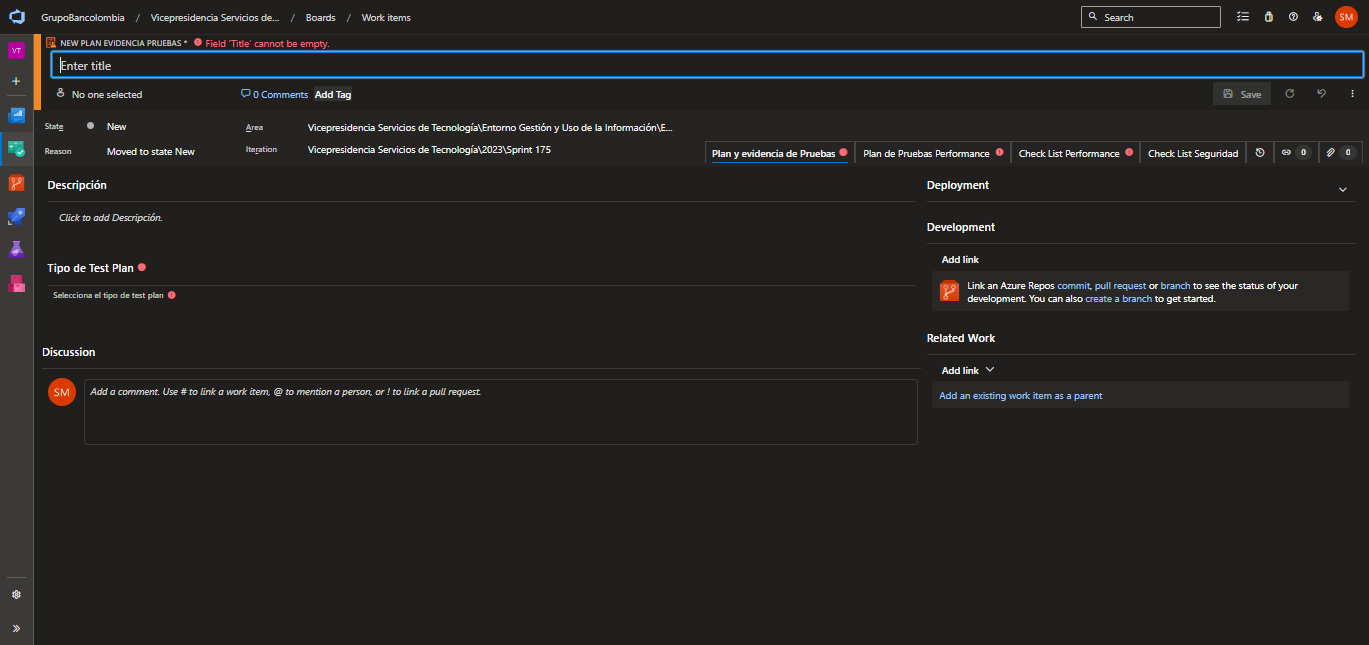 GrupoBancolombia / Vicepresidencia Servicios de... / Boards / Work items
Search
SM
VT
NEW PLAN EVIDENCIA PRUEBAS * Field 'Title' cannot be empty.
Enter title
No one selected
0 Comments
Add Tag
Save
State
New
Area
Vicepresidencia Servicios de Tecnología\Entorno Gestión y Uso de la Información\E...
Reason
Moved to state New
Iteration
Vicepresidencia Servicios de Tecnología\2023\Sprint 175
Plan y evidencia de Pruebas
Plan de Pruebas Performance
Check List Performance
Check List Seguridad
0
0
Descripción
Click to add Descripción.
Tipo de Test Plan
Selecciona el tipo de test plan
Discussion
SM
Add a comment. Use # to link a work item, @ to mention a person, or ! to link a pull request.
Deployment
Development
Add link
Link an Azure Repos commit, pull request or branch to see the status of your
development. You can also create a branch to get started.
Related Work
Add link
Add an existing work item as a parent